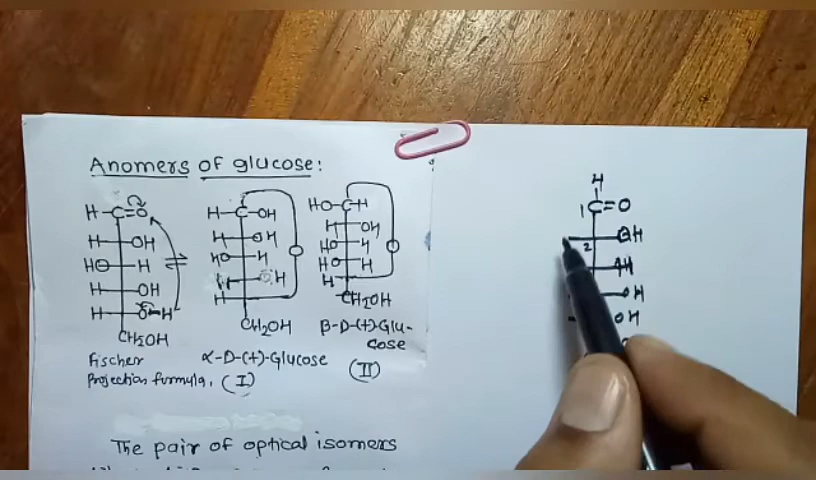 Anomers of glucose:
H-C=O
H OH
HO H
H OH
H O-H
CH2OH
Fischer
Projection formula,
H-C-OH
H OH
HO H
H OH
H
O
CH2OH
α-D-(+)-Glucose
(I)
HO-C-H
H OH
HO H
HO H
H
O
CH2OH
β-D-(+)-Glu-
cose
(II)
The pair of optical isomers
H
1 C=O
2 OH
H
OH
OH